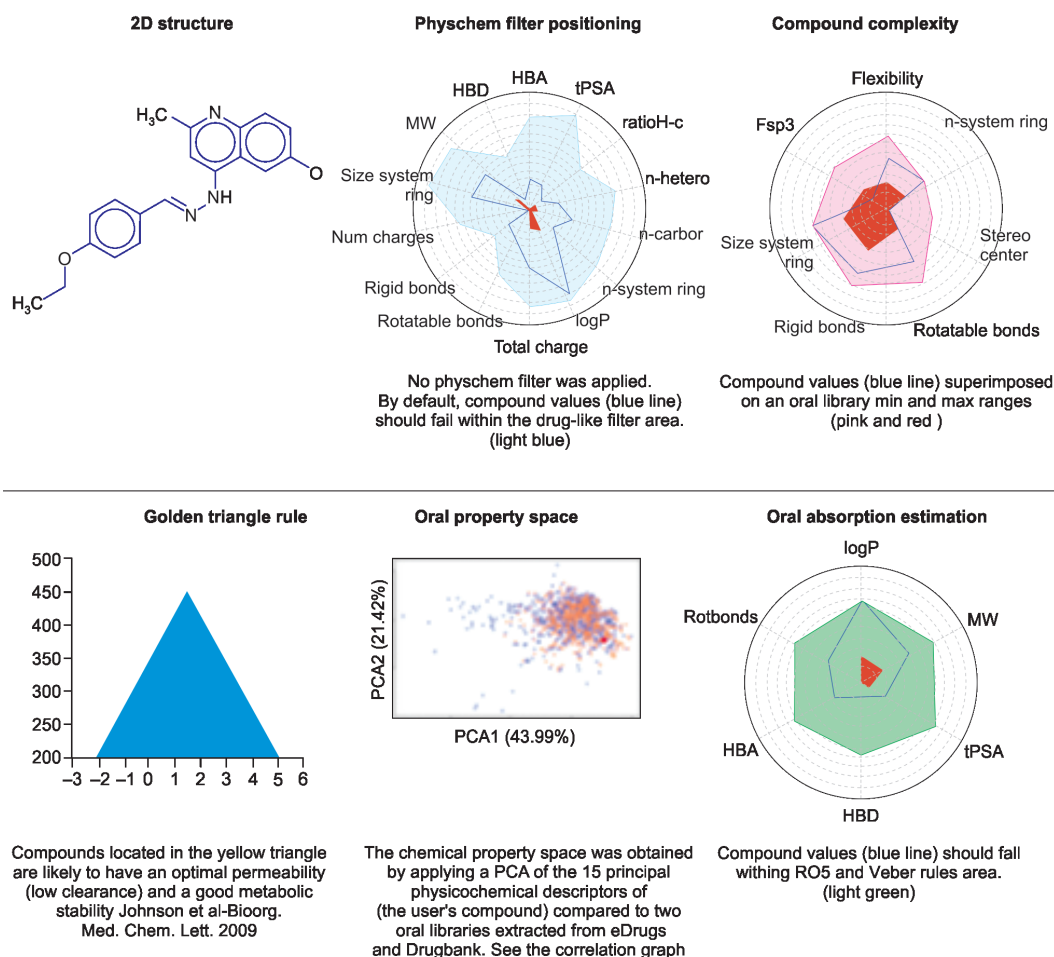 2D structure
Physchem filter positioning
Compound complexity
H₃C
N
O
NH
N
O
H₃C
HBA
HBD
tPSA
MW
ratioH-c
Size system
ring
n-hetero
Num charges
n-carbor
Rigid bonds
n-system ring
Rotatable bonds
logP
Total charge
No physchem filter was applied.
By default, compound values (blue line)
should fail within the drug-like filter area.
(light blue)
Flexibility
Fsp3
n-system ring
Size system
ring
Stereo
center
Rigid bonds
Rotatable bonds
Compound values (blue line) superimposed
on an oral library min and max ranges
(pink and red )
Golden triangle rule
500
450
400
350
300
250
200
–3 –2 –1 0 1 2 3 4 5 6
Compounds located in the yellow triangle
are likely to have an optimal permeability
(low clearance) and a good metabolic
stability Johnson et al-Bioorg.
Med. Chem. Lett. 2009
Oral property space
PCA2 (21.42%)
PCA1 (43.99%)
The chemical property space was obtained
by applying a PCA of the 15 principal
physicochemical descriptors of
(the user's compound) compared to two
oral libraries extracted from eDrugs
and Drugbank. See the correlation graph
Oral absorption estimation
logP
Rotbonds
MW
HBA
tPSA
HBD
Compound values (blue line) should fall
withing RO5 and Veber rules area.
(light green)